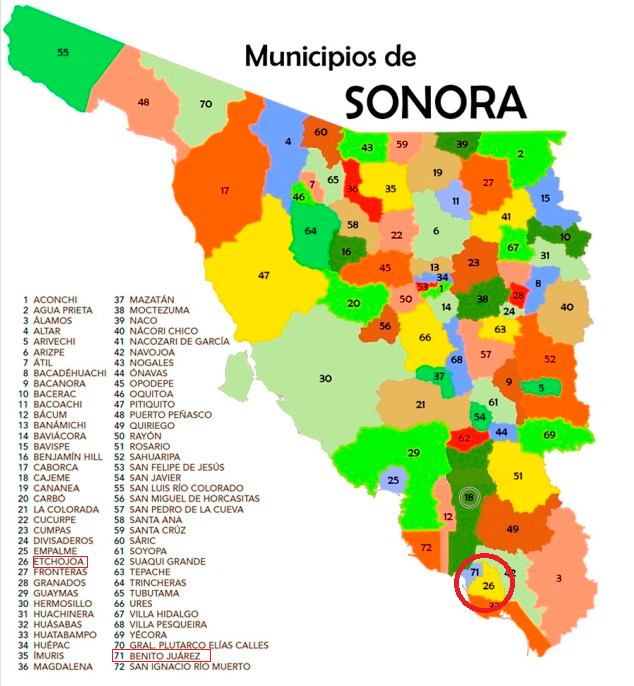 Municipios de
SONORA
55
48
70
4
60
43
59
39
2
17
7
65
36
35
19
27
11
15
46
64
58
22
6
41
10
16
67
31
47
45
13
23
34
53
1
8
20
50
14
38
28
24
40
56
66
63
30
68
57
52
37
9
5
21
61
54
62
44
69
29
25
51
18
12
49
72
71
42
26
3
33
1 ACONCHI
2 AGUA PRIETA
3 ÁLAMOS
4 ALTAR
5 ARIVECHI
6 ARIZPE
7 ÁTIL
8 BACADÉHUACHI
9 BACANORA
10 BACERAC
11 BACOACHI
12 BÁCUM
13 BANÁMICHI
14 BAVIÁCORA
15 BAVISPE
16 BENJAMÍN HILL
17 CABORCA
18 CAJEME
19 CANANEA
20 CARBÓ
21 LA COLORADA
22 CUCURPE
23 CUMPAS
24 DIVISADEROS
25 EMPALME
26 ETCHOJOA
27 FRONTERAS
28 GRANADOS
29 GUAYMAS
30 HERMOSILLO
31 HUACHINERA
32 HUÁSABAS
33 HUATABAMPO
34 HUÉPAC
35 ÍMURIS
36 MAGDALENA
37 MAZATÁN
38 MOCTEZUMA
39 NACO
40 NÁCORI CHICO
41 NACOZARI DE GARCÍA
42 NAVOJOA
43 NOGALES
44 ÓNAVAS
45 OPODEPE
46 OQUITOA
47 PITIQUITO
48 PUERTO PEÑASCO
49 QUIRIEGO
50 RAYÓN
51 ROSARIO
52 SAHUARIPA
53 SAN FELIPE DE JESÚS
54 SAN JAVIER
55 SAN LUIS RÍO COLORADO
56 SAN MIGUEL DE HORCASITAS
57 SAN PEDRO DE LA CUEVA
58 SANTA ANA
59 SANTA CRÚZ
60 SÁRIC
61 SOYOPA
62 SUAQUI GRANDE
63 TEPACHE
64 TRINCHERAS
65 TUBUTAMA
66 URES
67 VILLA HIDALGO
68 VILLA PESQUEIRA
69 YÉCORA
70 GRAL. PLUTARCO ELÍAS CALLES
71 BENITO JUÁREZ
72 SAN IGNACIO RÍO MUERTO